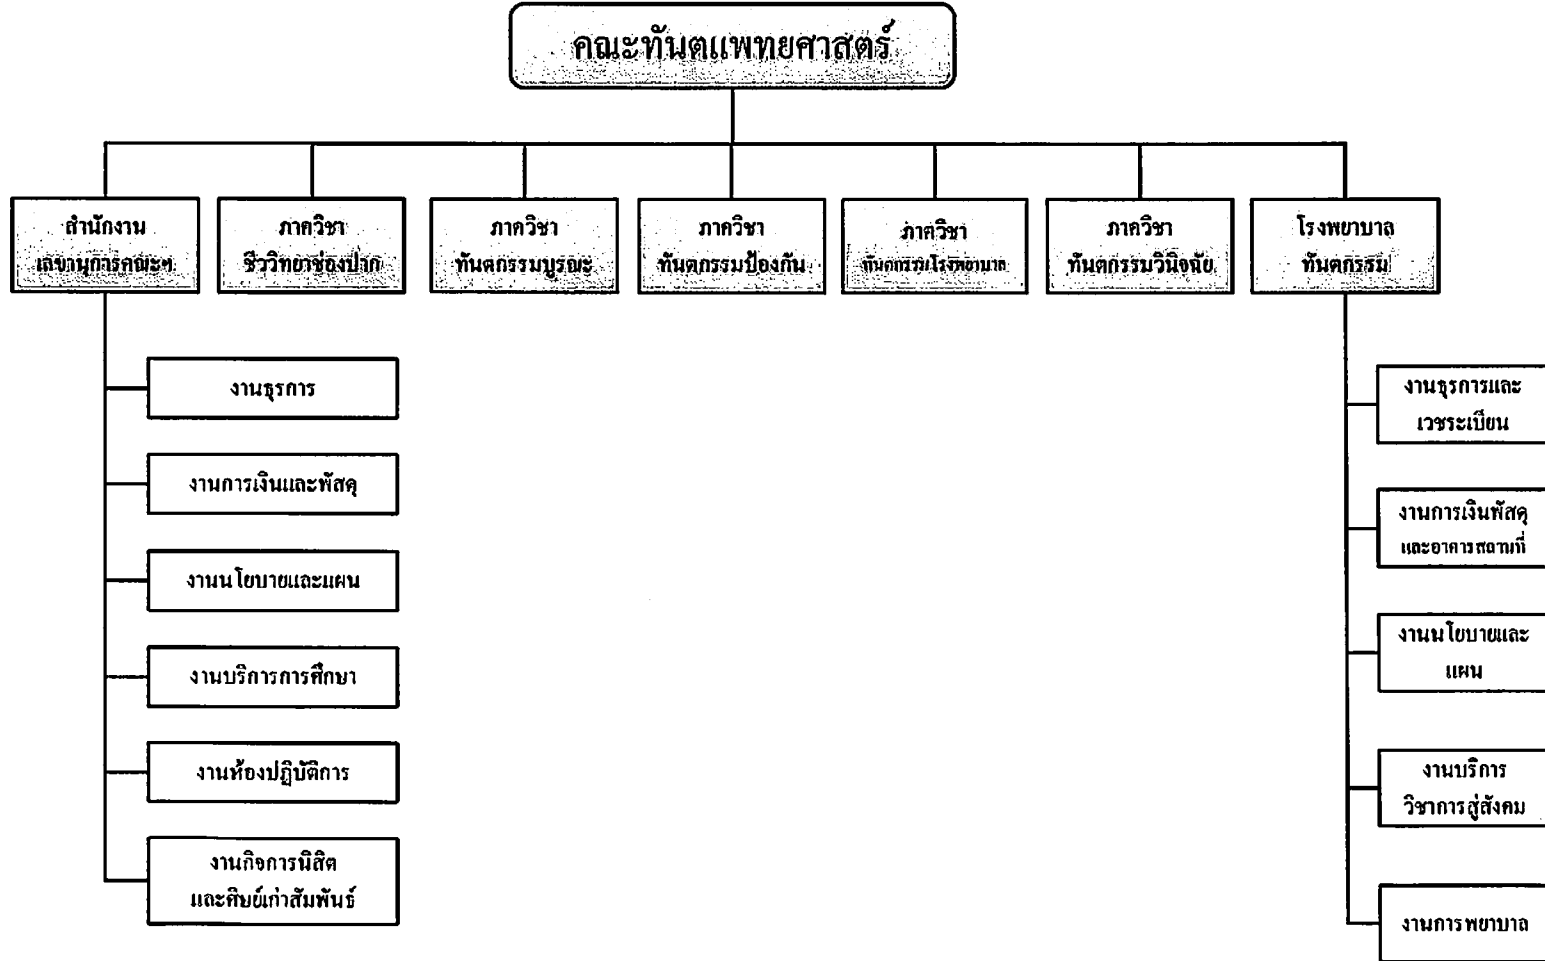 คณะทันตแพทยศาสตร์
สำนักงาน
เลขานุการคณะฯ
ภาควิชา
ชีววิทยาช่องปาก
ภาควิชา
ทันตกรรมบูรณะ
ภาควิชา
ทันตกรรมป้องกัน
ภาควิชา
ทันตกรรมโรงพยาบาล
ภาควิชา
ทันตกรรมวินิจฉัย
โรงพยาบาล
ทันตกรรม
งานธุรการ
งานการเงินและพัสดุ
งานนโยบายและแผน
งานบริการการศึกษา
งานห้องปฏิบัติการ
งานกิจการนิสิต
และศิษย์เก่าสัมพันธ์
งานธุรการและ
เวชระเบียน
งานการเงินพัสดุ
และอาคารสถานที่
งานนโยบายและ
แผน
งานบริการ
วิชาการสู่สังคม
งานการพยาบาล